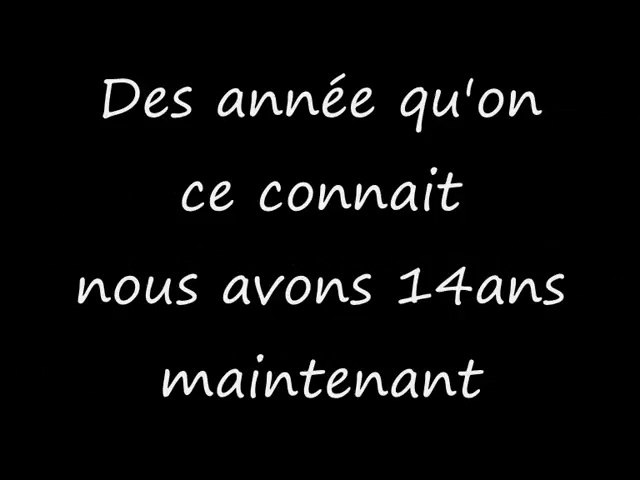 Des année qu'on
ce connait
nous avons 14ans
maintenant